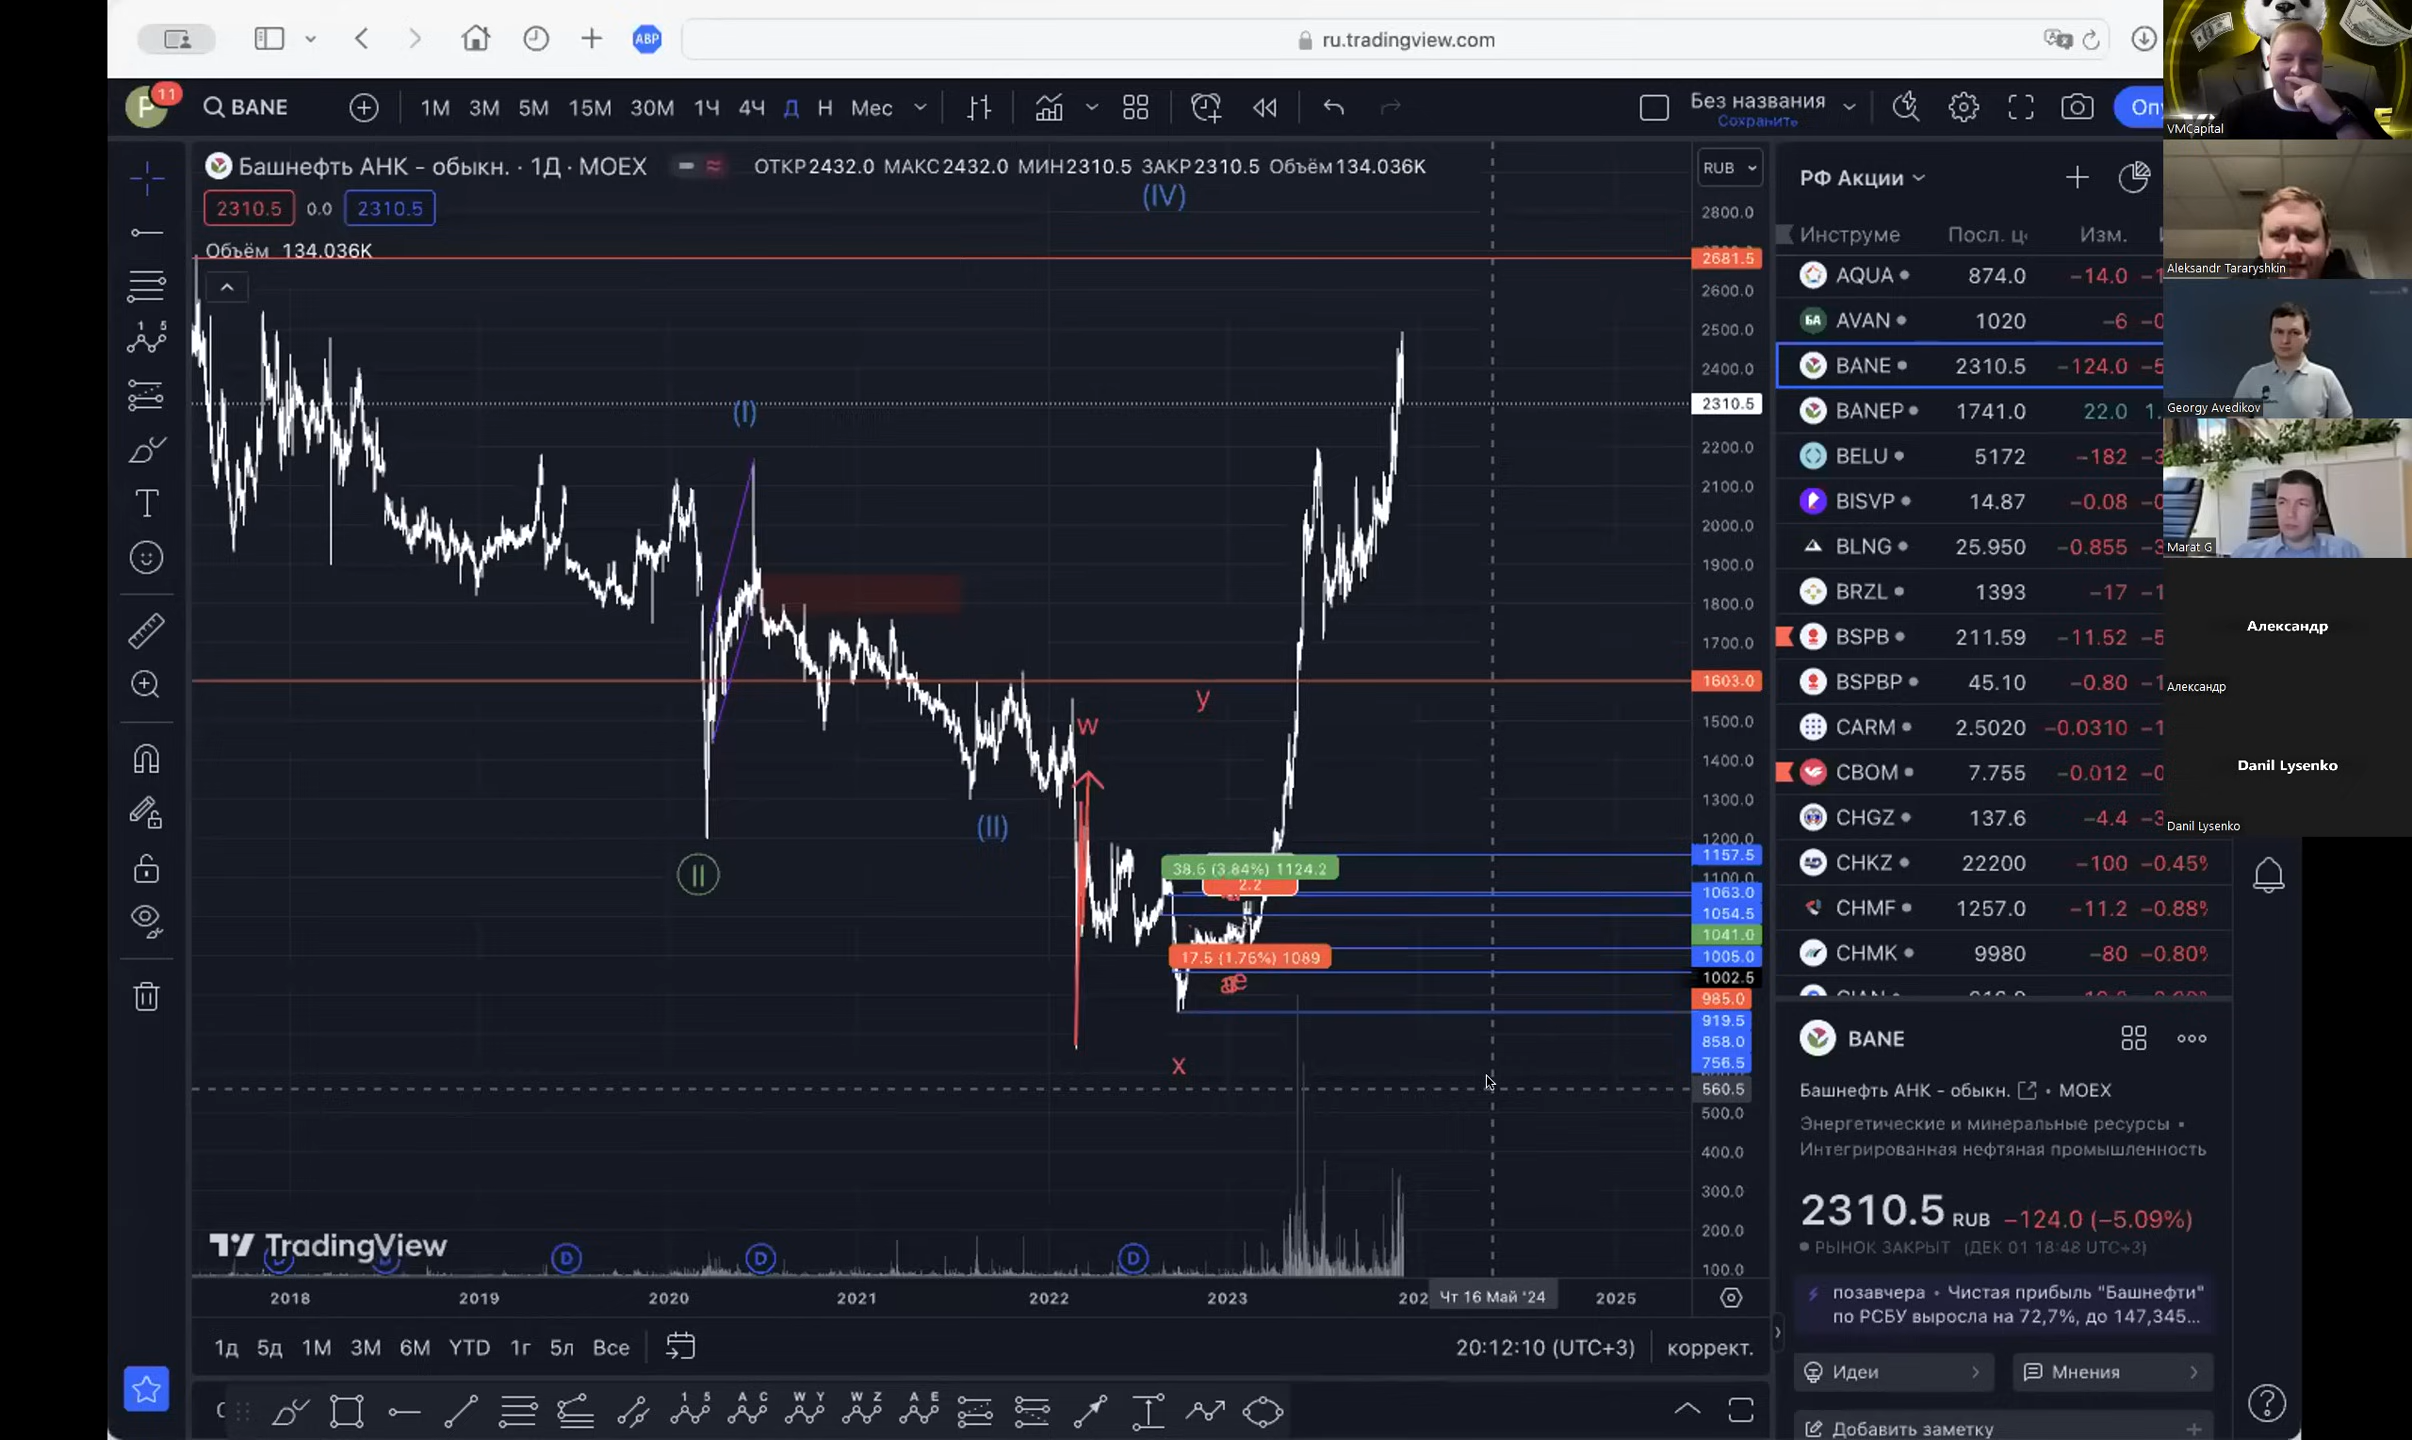 ru.tradingview.com
11
P
BANE
1М 3М 5М 15М 30М 1Ч 4Ч Д Н Мес
Без названия
Сохранить
Башнефть АНК - обыкн. · 1Д · MOEX
ОТКР2432.0 МАКС2432.0 МИН2310.5 ЗАКР2310.5 Объём134.036K
2310.5 0.0 2310.5
Объём 134.036K
(IV)
(I)
(II)
II
w
y
x
38.5 (3.84%) 1124.2
2.2
17.5 (1.75%) 1089
RUB
2800.0
2681.5
2600.0
2500.0
2400.0
2310.5
2200.0
2100.0
2000.0
1900.0
1800.0
1700.0
1603.0
1500.0
1400.0
1300.0
1200.0
1157.5
1100.0
1063.0
1054.5
1041.0
1005.0
1002.5
985.0
919.5
858.0
756.5
560.5
500.0
400.0
300.0
200.0
100.0
TradingView
D D D D D
2018 2019 2020 2021 2022 2023 202 Чт 16 Май '24 2025
1д 5д 1М 3М 6М YTD 1г 5л Все
20:12:10 (UTC+3) коррект.
1 5 A C W Y W Z A E
РФ Акции
Инструме Посл. ц Изм.
AQUA 874.0 −14.0
AVAN 1020 −6
BANE 2310.5 −124.0 −5
BANEP 1741.0 22.0 1.
BELU 5172 −182
BISVP 14.87 −0.08
BLNG 25.950 −0.855
BRZL 1393 −17
BSPB 211.59 −11.52 −5
BSPBP 45.10 −0.80
CARM 2.5020 −0.0310
CBOM 7.755 −0.012
CHGZ 137.6 −4.4
CHKZ 22200 −100 −0.45%
CHMF 1257.0 −11.2 −0.88%
CHMK 9980 −80 −0.80%
BANE
Башнефть АНК - обыкн. • MOEX
Энергетические и минеральные ресурсы •
Интегрированная нефтяная промышленность
2310.5 RUB −124.0 (−5.09%)
РЫНОК ЗАКРЫТ (ДЕК 01 18:48 UTC+3)
позавчера • Чистая прибыль "Башнефти"
по РСБУ выросла на 72,7%, до 147,345...
Идеи
Мнения
Добавить заметку
VMCapital
Aleksandr Tararyshkin
Georgy Avedikov
Marat G
Александр
Александр
Danil Lysenko
Danil Lysenko